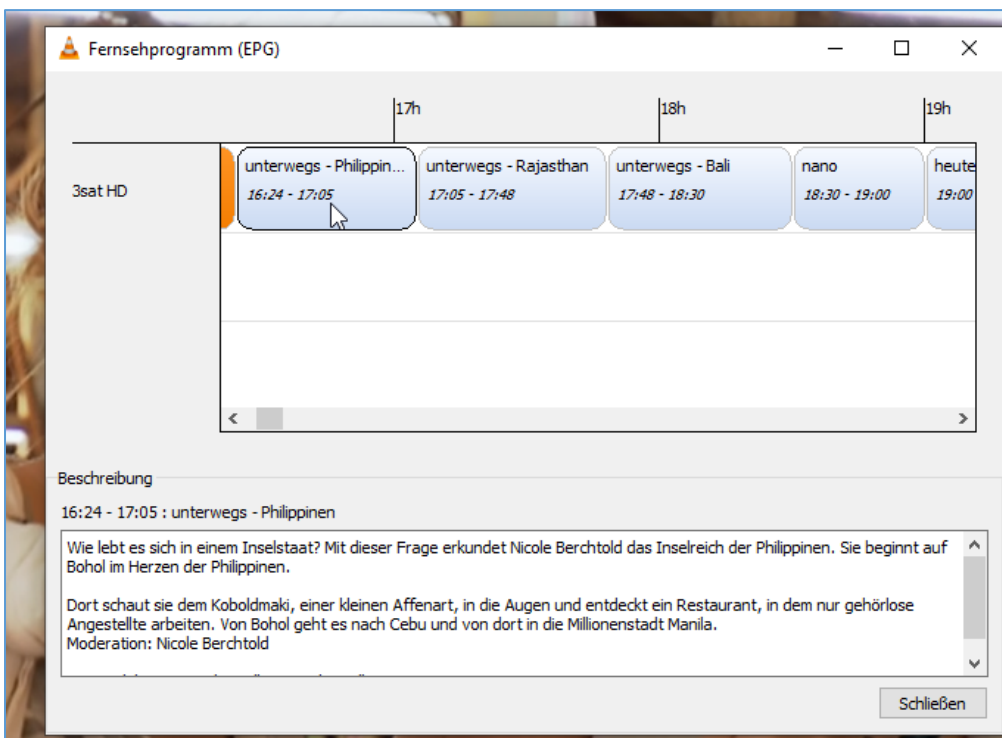 Fernsehprogramm (EPG)
17h
18h
19h
3sat HD
unterwegs - Philippin...
16:24 - 17:05
unterwegs - Rajasthan
17:05 - 17:48
unterwegs - Bali
17:48 - 18:30
nano
18:30 - 19:00
heute
19:00
Beschreibung
16:24 - 17:05 : unterwegs - Philippinen
Wie lebt es sich in einem Inselstaat? Mit dieser Frage erkundet Nicole Berchtold das Inselreich der Philippinen. Sie beginnt auf
Bohol im Herzen der Philippinen.
Dort schaut sie dem Koboldmaki, einer kleinen Affenart, in die Augen und entdeckt ein Restaurant, in dem nur gehörlose
Angestellte arbeiten. Von Bohol geht es nach Cebu und von dort in die Millionenstadt Manila.
Moderation: Nicole Berchtold
Schließen